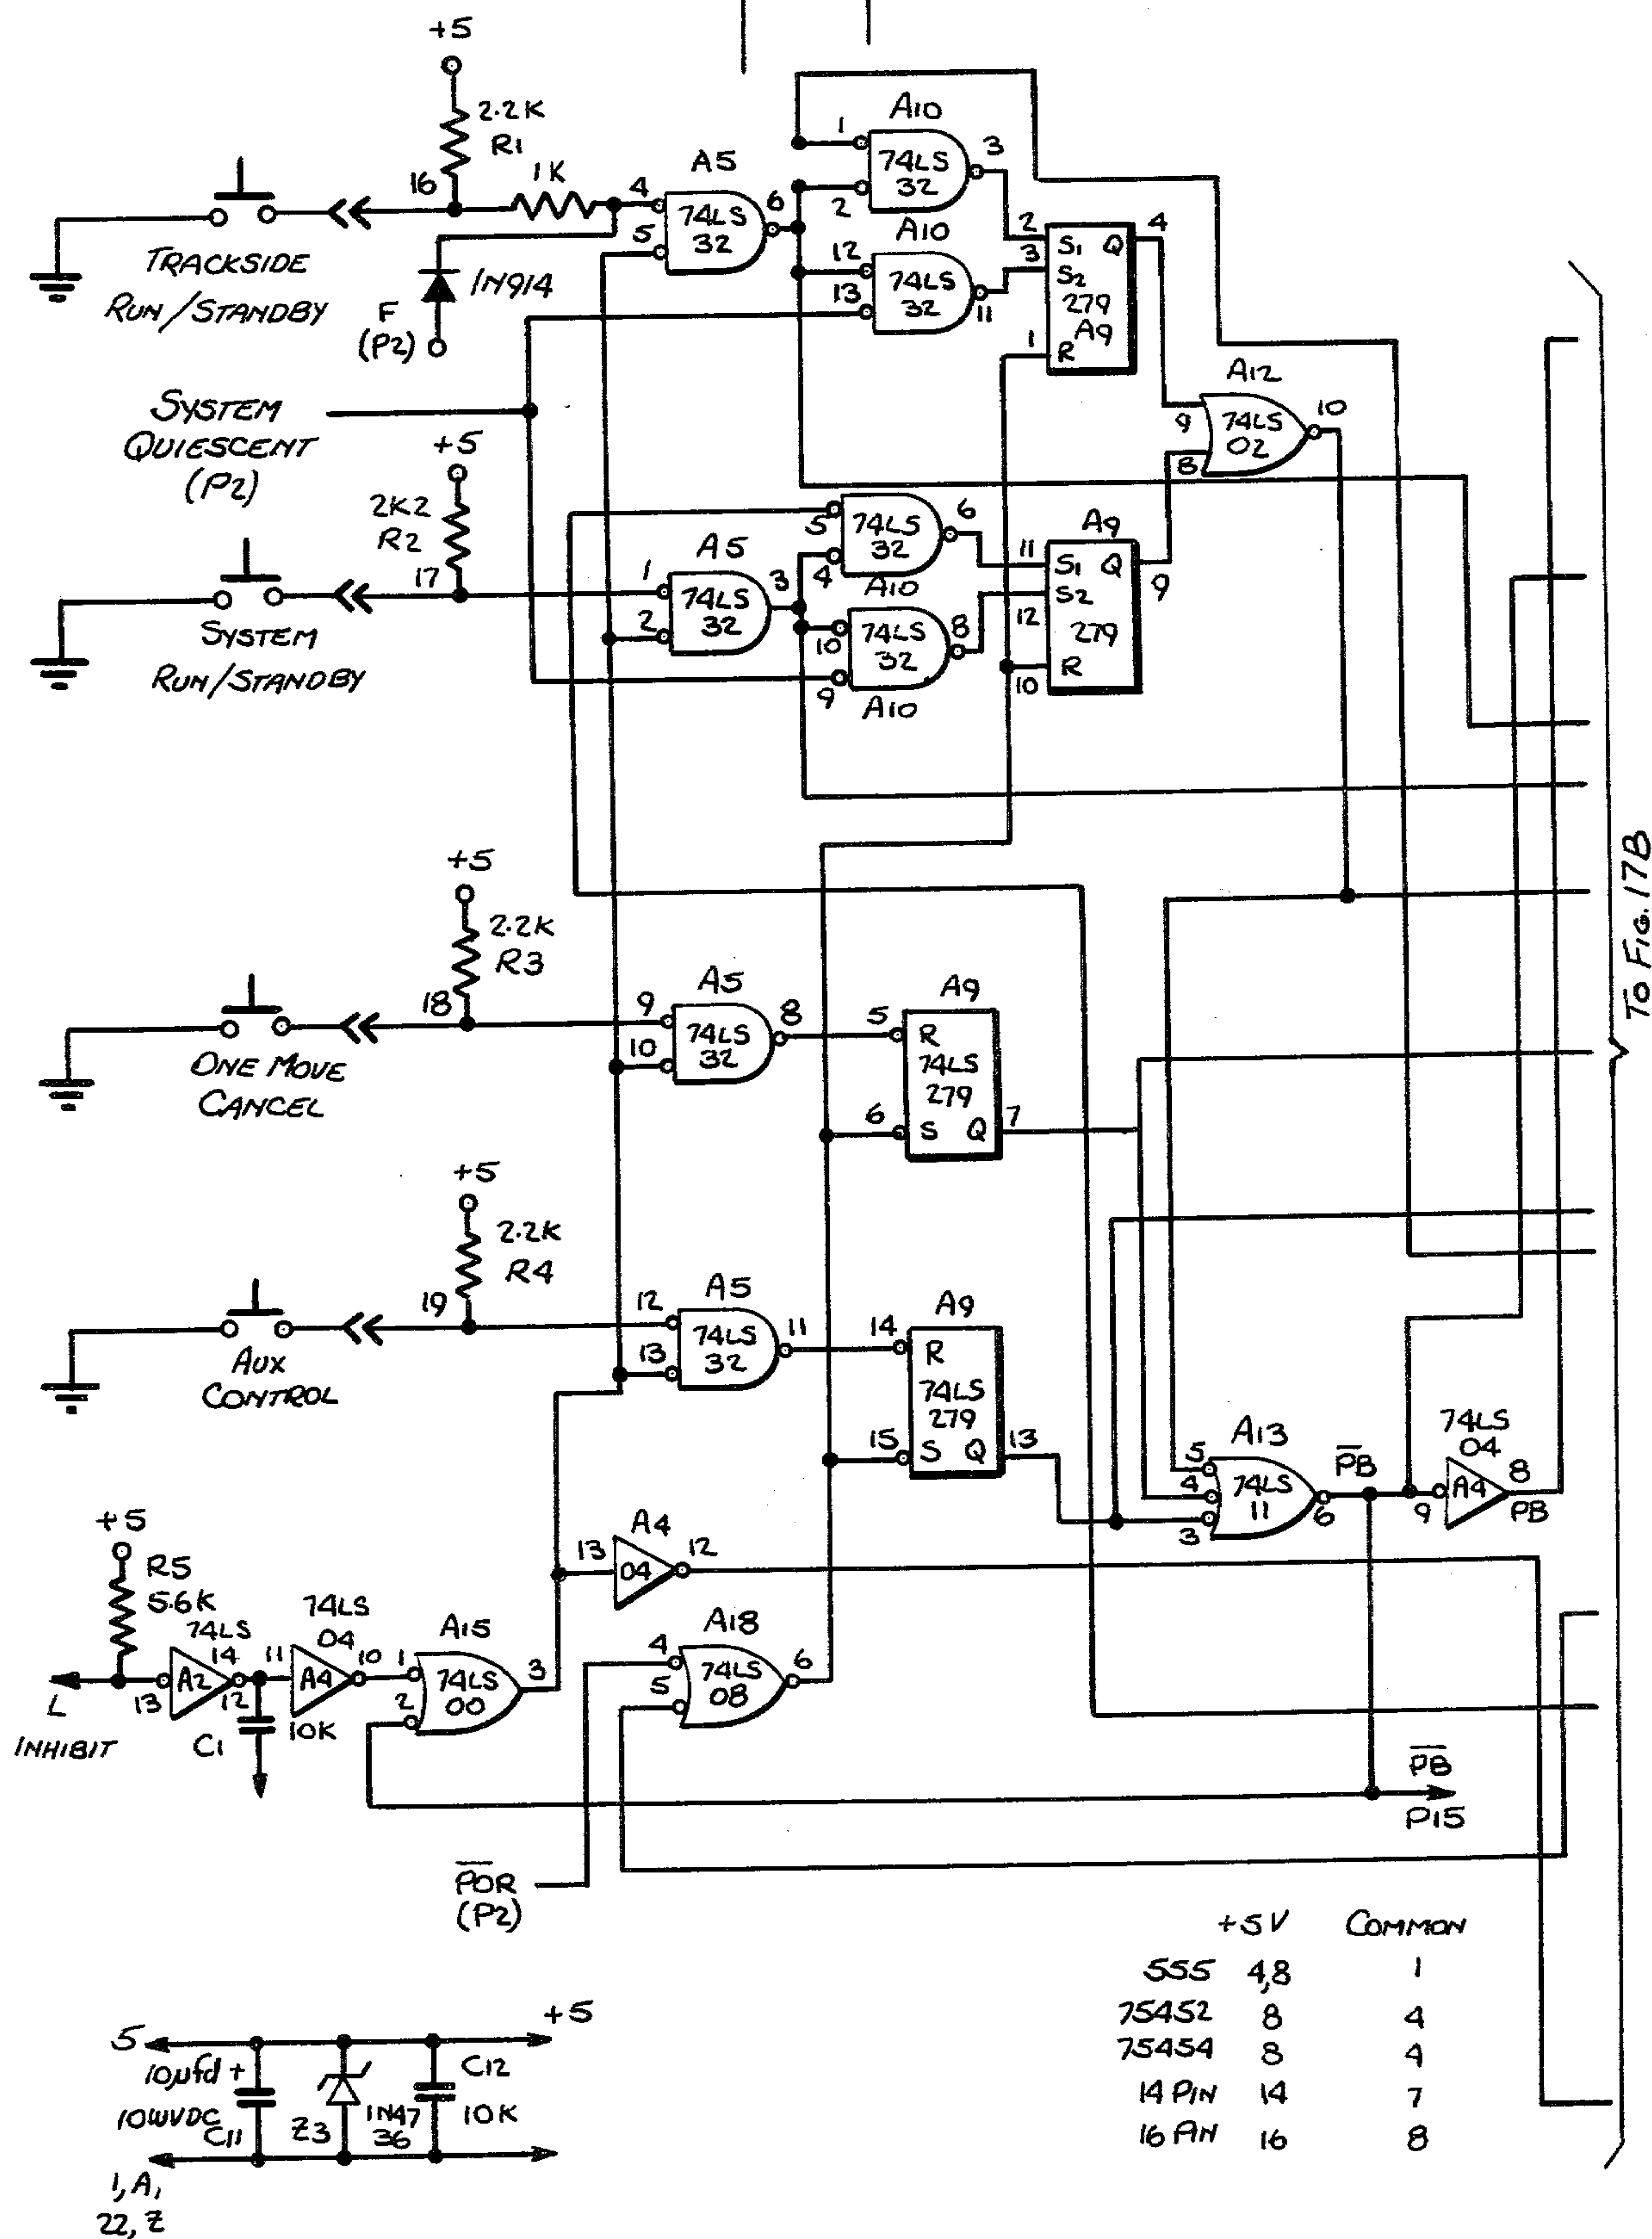 +5
2.2K
R1
16
1K
4
5
A5
74LS
32
6
TRACKSIDE
RUN/STANDBY
1N914
F
(P2)
A10
1
2
74LS
32
3
A10
12
13
74LS
32
11
2
3
1
S1 Q
S2
279
A9
R
4
A12
9
8
74LS
02
10
SYSTEM
QUIESCENT
(P2)
+5
2K2
R2
17
SYSTEM
RUN/STANDBY
A5
1
2
74LS
32
3
5
4
74LS
32
6
A10
10
9
74LS
32
8
A10
A9
11
12
10
S1 Q
S2
279
R
9
To FIG. 17B
+5
2.2K
R3
18
ONE MOVE
CANCEL
A5
9
10
74LS
32
8
A9
5
6
R
74LS
279
S Q
7
+5
2.2K
R4
19
AUX
CONTROL
A5
12
13
74LS
32
11
A9
14
15
R
74LS
279
S Q
13
A13
5
4
3
74LS
11
6
P̅B̅
74LS
04
9
A4
8
PB
+5
R5
5.6K
L
INHIBIT
74LS
13
A2
14
12
C1
10K
74LS
04
11
A4
10
A15
1
2
74LS
00
3
A4
13
04
12
A18
4
5
74LS
08
6
P̅B̅
P15
P̅O̅R̅
(P2)
+5V COMMON
555 4,8 1
75452 8 4
75454 8 4
14 PIN 14 7
16 PIN 16 8
5
+5
10µfd +
10WVDC
C11
Z3
1N47
36
C12
10K
1, A,
22, Z